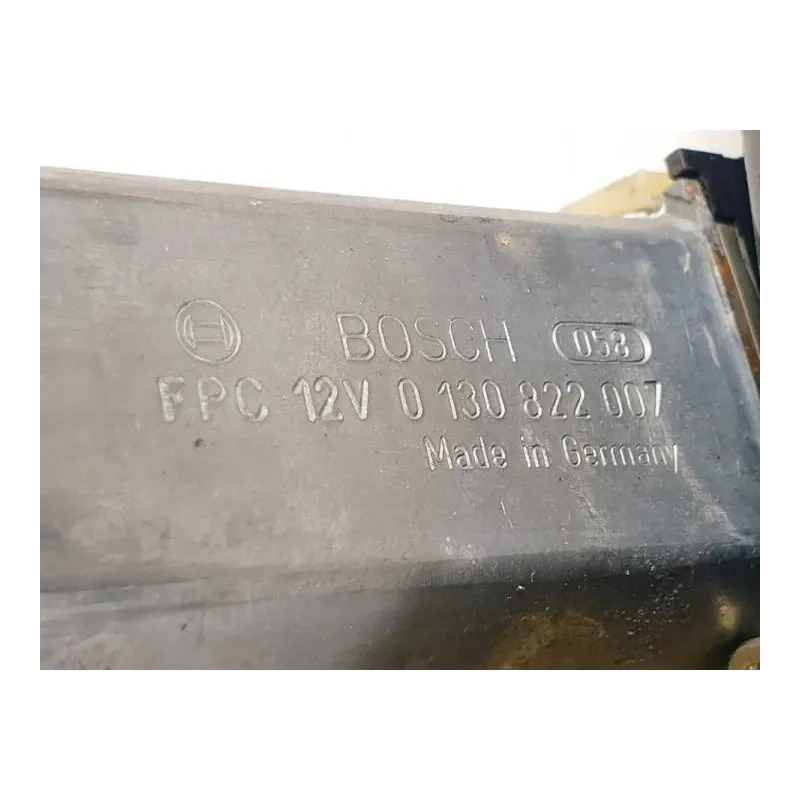 BOSCH 058
FPC 12V 0 130 822 007
Made in Germany